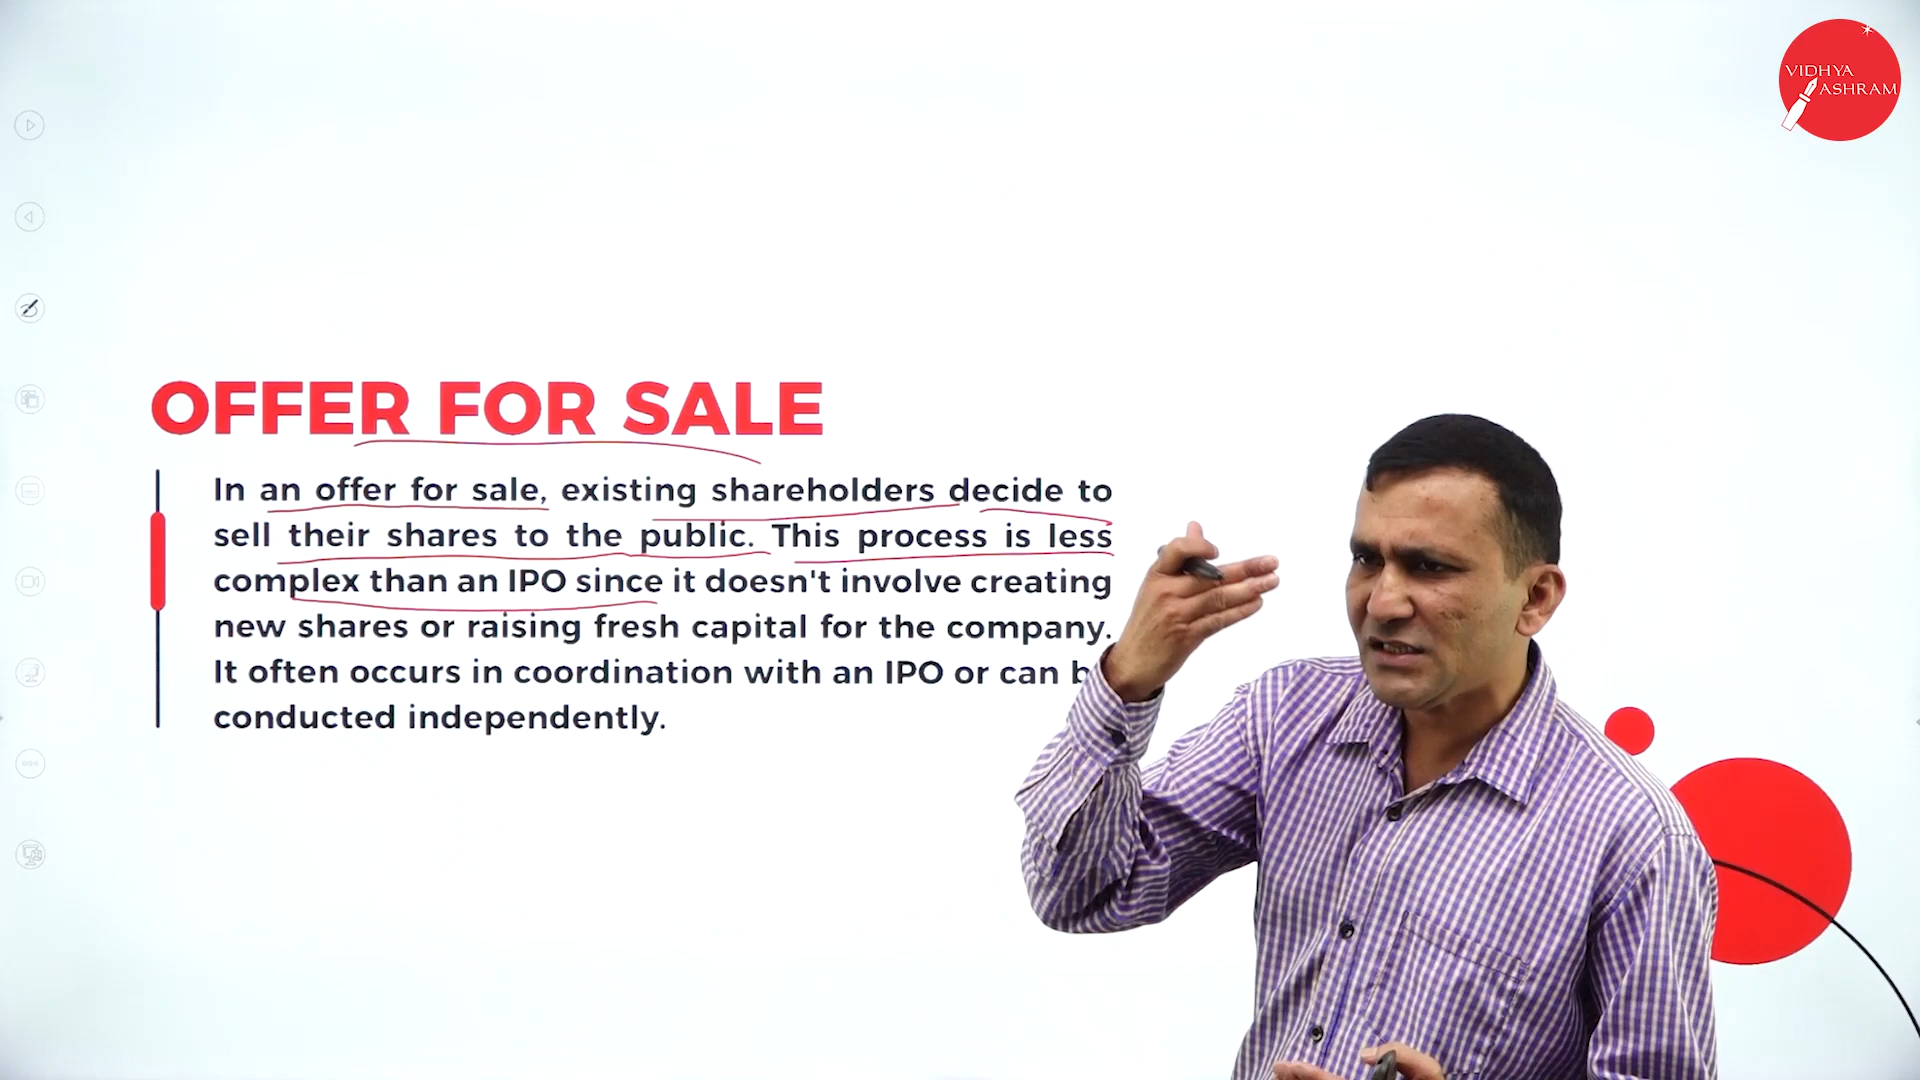 VIDHYA
ASHRAM
OFFER FOR SALE
In an offer for sale, existing shareholders decide to
sell their shares to the public. This process is less
complex than an IPO since it doesn't involve creating
new shares or raising fresh capital for the company.
It often occurs in coordination with an IPO or can
conducted independently.